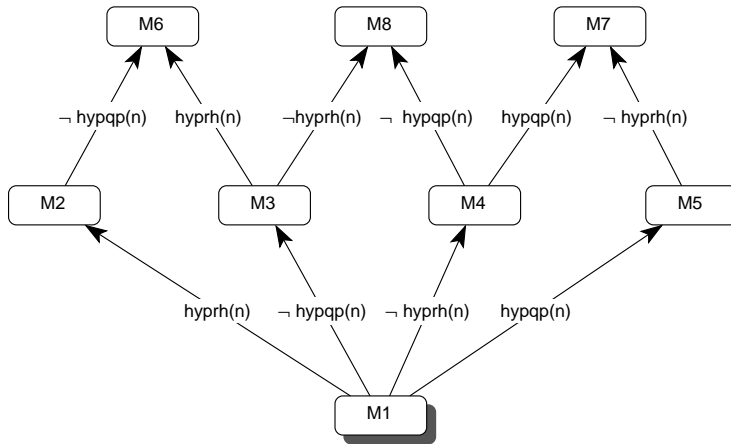 M6 M8 M7
¬ hypqp(n) hyprh(n) ¬hyprh(n) ¬ hypqp(n) hypqp(n) ¬ hyprh(n)
M2 M3 M4 M5
hyprh(n) ¬ hypqp(n) ¬ hyprh(n) hypqp(n)
M1